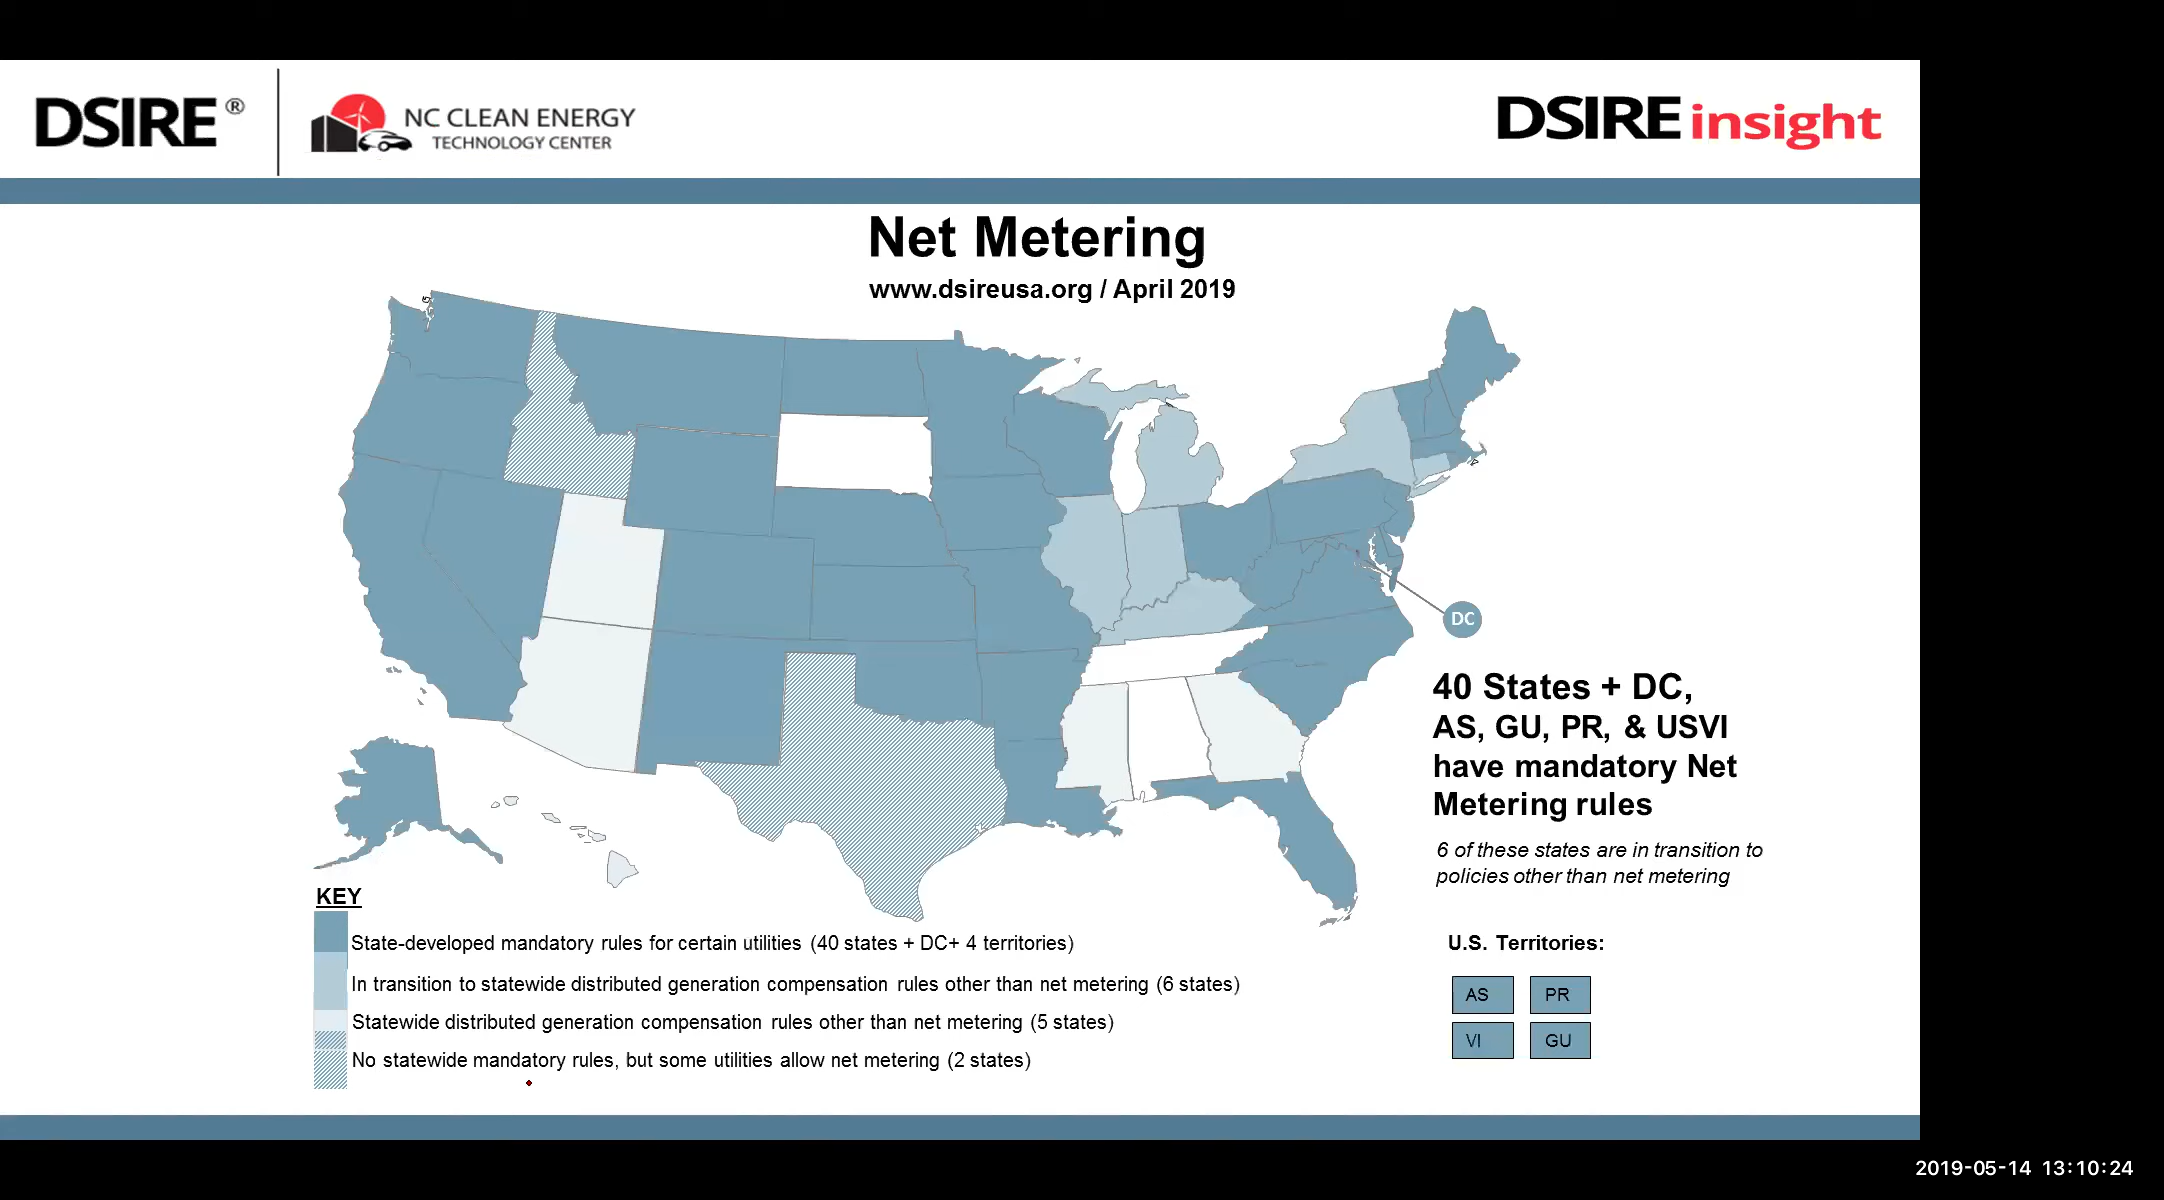 DSIRE®
NC CLEAN ENERGY
TECHNOLOGY CENTER
DSIRE insight
Net Metering
www.dsireusa.org / April 2019
DC
40 States + DC,
AS, GU, PR, & USVI
have mandatory Net
Metering rules
6 of these states are in transition to
policies other than net metering
KEY
State-developed mandatory rules for certain utilities (40 states + DC+ 4 territories)
In transition to statewide distributed generation compensation rules other than net metering (6 states)
Statewide distributed generation compensation rules other than net metering (5 states)
No statewide mandatory rules, but some utilities allow net metering (2 states)
U.S. Territories:
AS PR
VI GU
2019-05-14 13:10:24